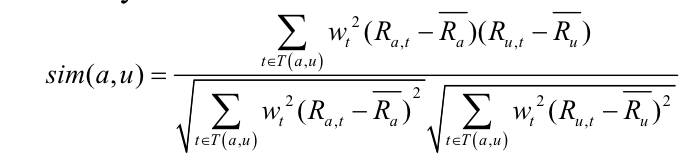 $sim(a,u) = \frac{\sum_{t \in T(a,u)} w_t^2 (R_{a,t} - \overline{R_a})(R_{u,t} - \overline{R_u})}{\sqrt{\sum_{t \in T(a,u)} w_t^2 (R_{a,t} - \overline{R_a})^2} \sqrt{\sum_{t \in T(a,u)} w_t^2 (R_{u,t} - \overline{R_u})^2}}$